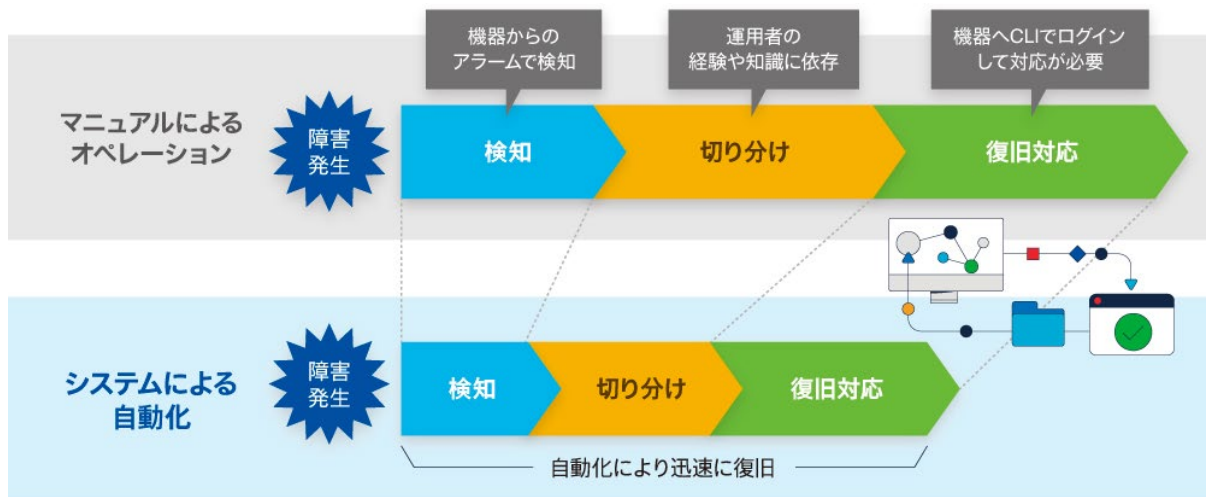 機器からの
アラームで検知
運用者の
経験や知識に依存
機器へCLIでログイン
して対応が必要
マニュアルによる
オペレーション
障害
発生
検知
切り分け
復旧対応
システムによる
自動化
障害
発生
検知
切り分け
復旧対応
自動化により迅速に復旧